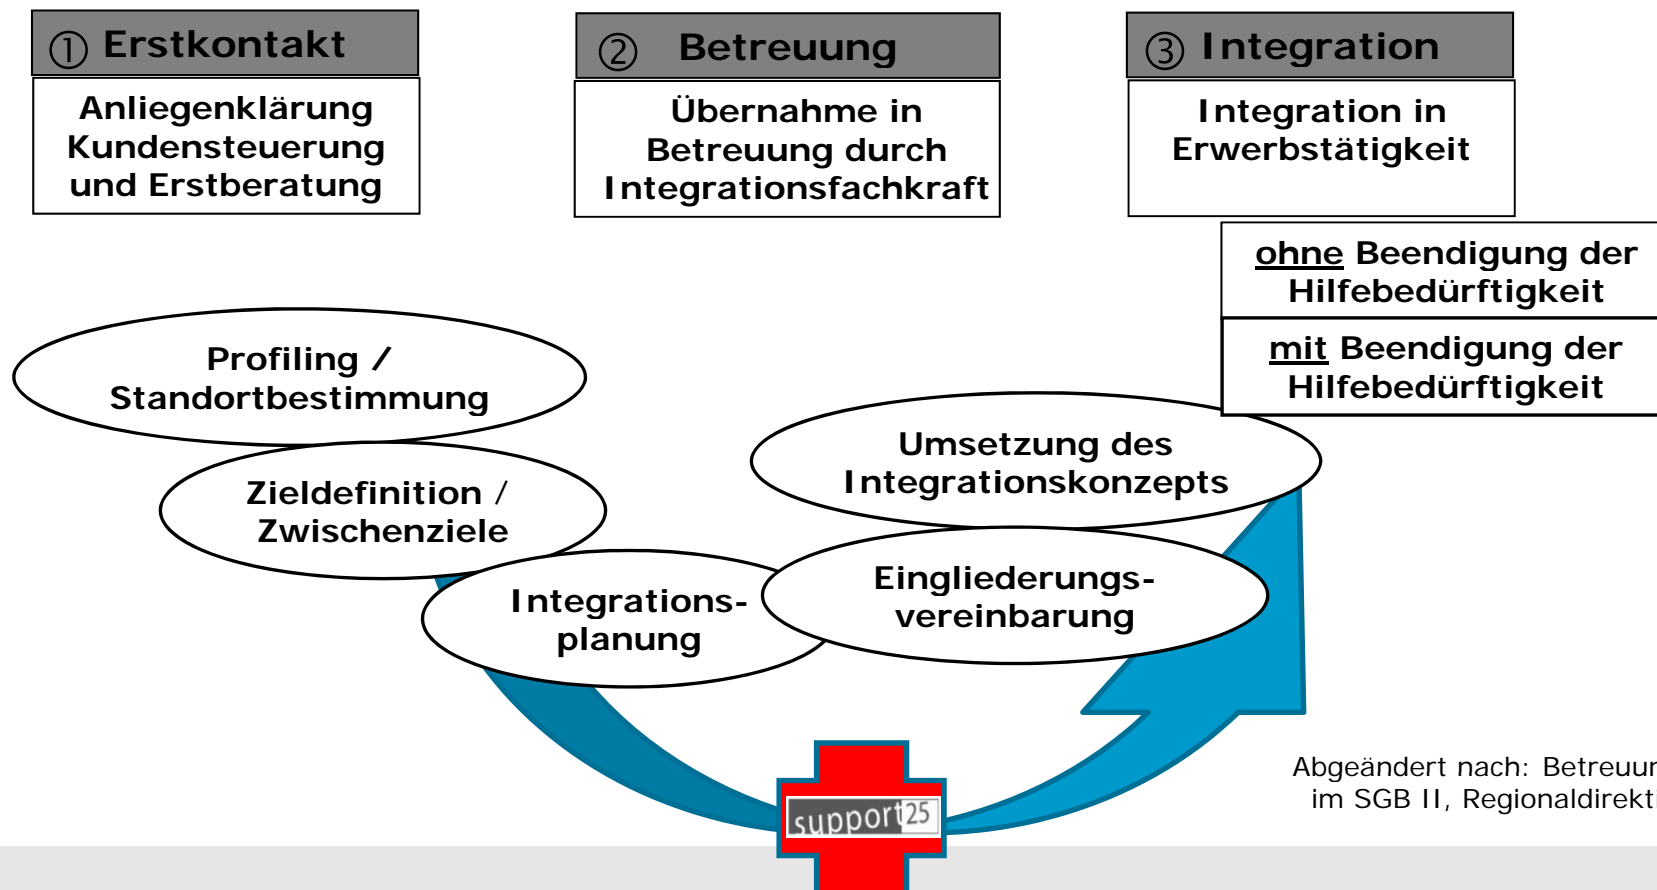 ① Erstkontakt
Anliegenklärung
Kundensteuerung
und Erstberatung
② Betreuung
Übernahme in
Betreuung durch
Integrationsfachkraft
③ Integration
Integration in
Erwerbstätigkeit
ohne Beendigung der
Hilfebedürftigkeit
mit Beendigung der
Hilfebedürftigkeit
Profiling /
Standortbestimmung
Zieldefinition /
Zwischenziele
Integrations-
planung
Eingliederungs-
vereinbarung
Umsetzung des
Integrationskonzepts
support25
Abgeändert nach:
im SGB II,